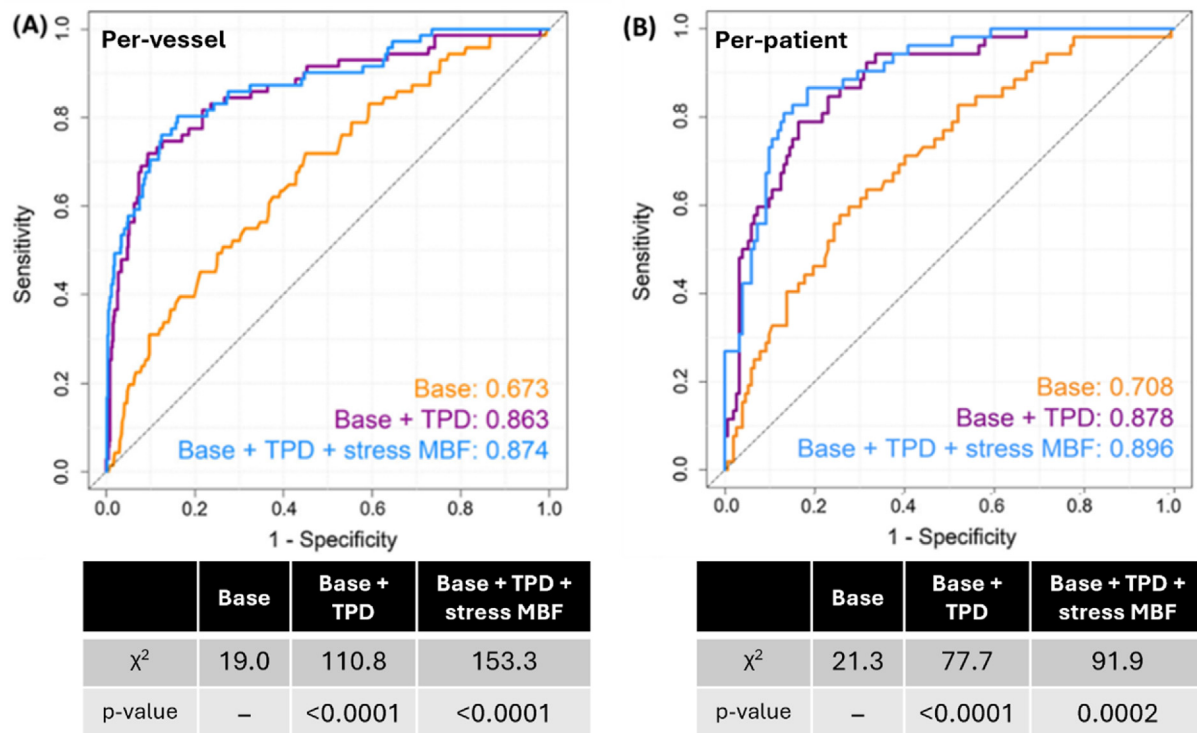 (A)
Per-vessel
1.0
0.8
0.6
0.4
0.2
0.0
Sensitivity
Base: 0.673
Base + TPD: 0.863
Base + TPD + stress MBF: 0.874
0.0 0.2 0.4 0.6 0.8 1.0
1 - Specificity
Base Base + TPD Base + TPD + stress MBF
χ² 19.0 110.8 153.3
p-value – <0.0001 <0.0001
(B)
Per-patient
1.0
0.8
0.6
0.4
0.2
0.0
Sensitivity
Base: 0.708
Base + TPD: 0.878
Base + TPD + stress MBF: 0.896
0.0 0.2 0.4 0.6 0.8 1.0
1 - Specificity
Base Base + TPD Base + TPD + stress MBF
χ² 21.3 77.7 91.9
p-value – <0.0001 0.0002